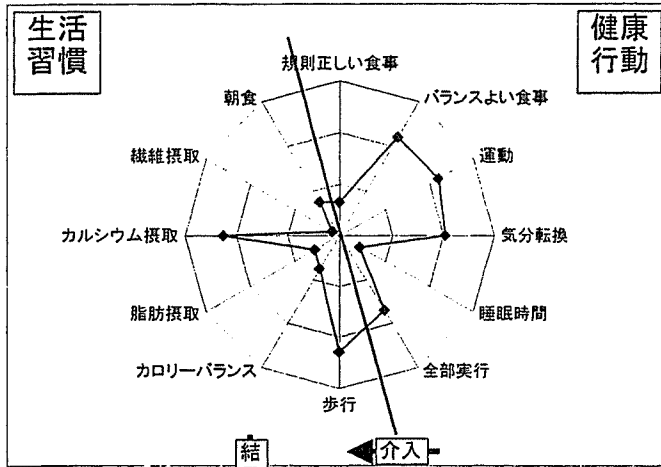 生活
習慣
健康
行動
規則正しい食事
朝食
バランスよい食事
繊維摂取
運動
カルシウム摂取
気分転換
脂肪摂取
睡眠時間
カロリーバランス
全部実行
歩行
結
介入